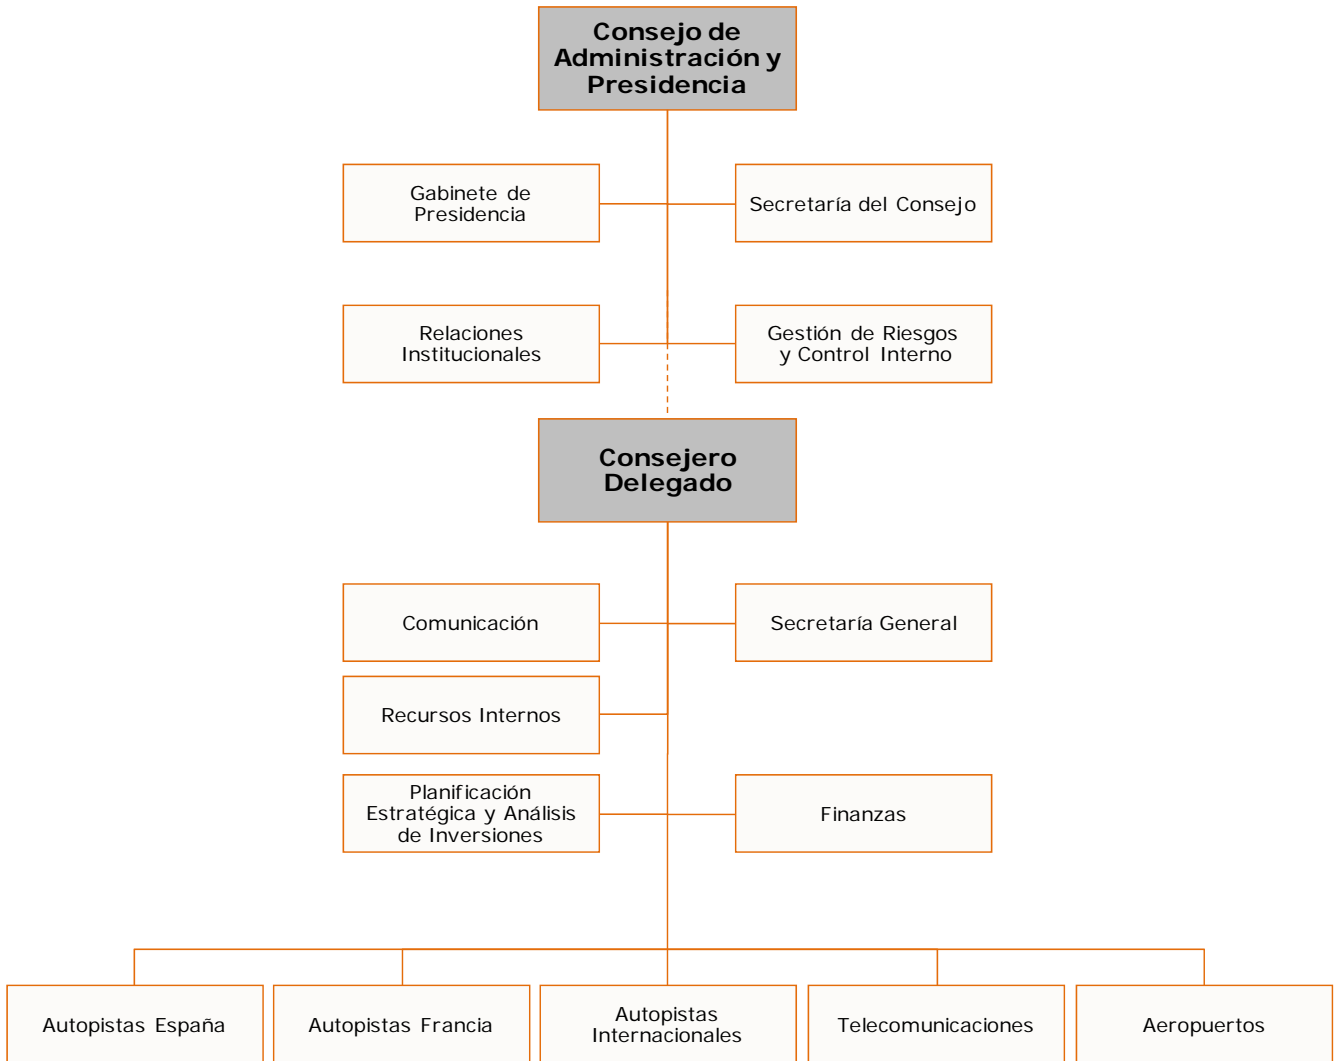 Consejo de
Administración y
Presidencia
Gabinete de
Presidencia
Secretaría del Consejo
Relaciones
Institucionales
Gestión de Riesgos
y Control Interno
Consejero
Delegado
Comunicación
Secretaría General
Recursos Internos
Planificación
Estratégica y Análisis
de Inversiones
Finanzas
Autopistas España
Autopistas Francia
Autopistas
Internacionales
Telecomunicaciones
Aeropuertos